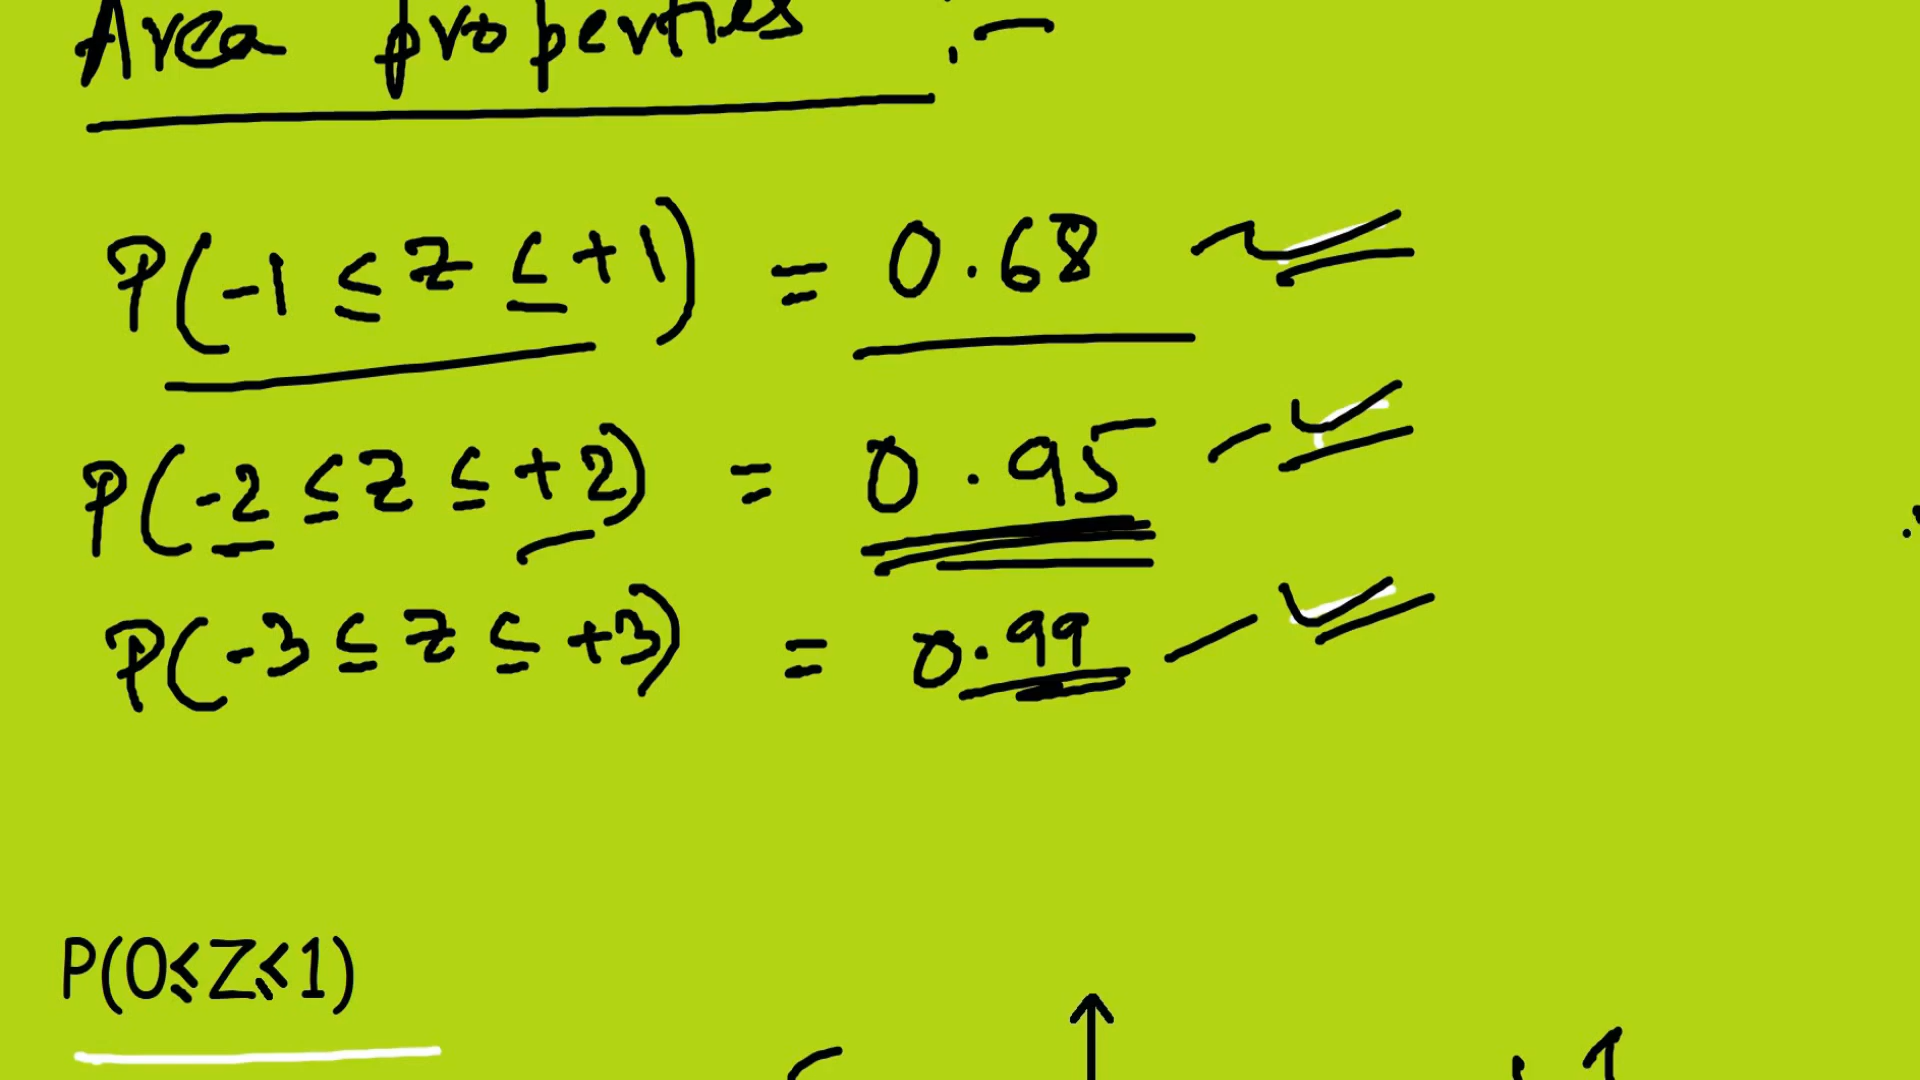 Area properties :-
P(-1 ≤ z ≤ +1) = 0.68
P(-2 ≤ z ≤ +2) = 0.95
P(-3 ≤ z ≤ +3) = 0.99
P(0≤Z≤1)